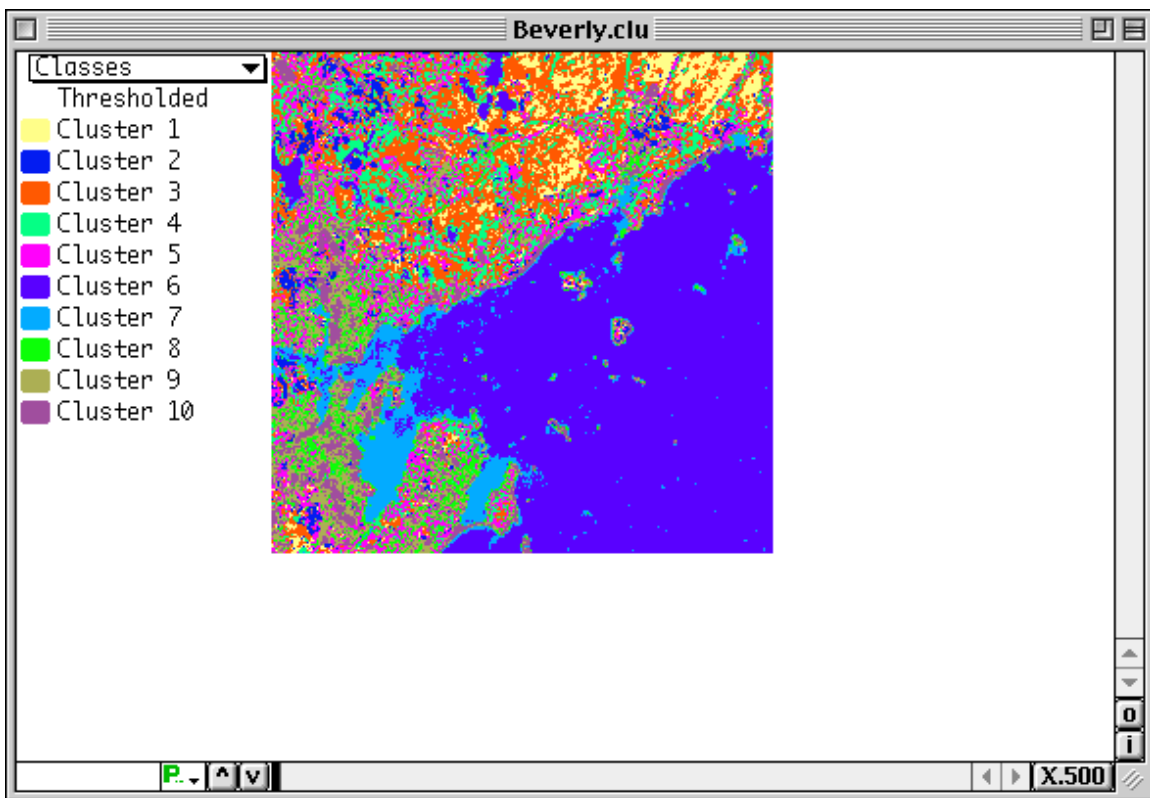 Beverly.clu
Classes
Thresholded
Cluster 1
Cluster 2
Cluster 3
Cluster 4
Cluster 5
Cluster 6
Cluster 7
Cluster 8
Cluster 9
Cluster 10
O
i
P.. ^ v X.500